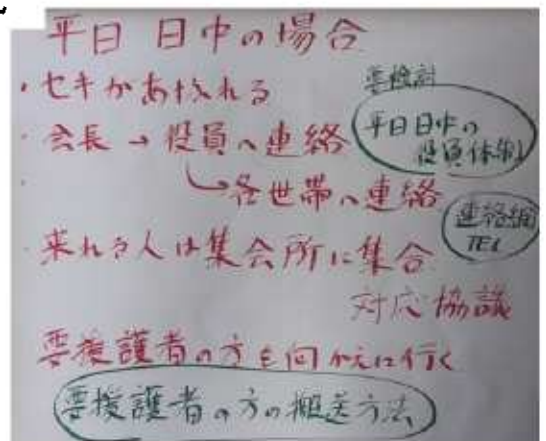 平日 日中の場合
・セキがあふれる
要検討
・会長→役員へ連絡
平日日中の
役員体制
・
→各世帯へ連絡
連絡網
TEL
・来れる人は集会所に集合
対応協議
要援護者の方を向かえに行く
要援護者の方の搬送方法